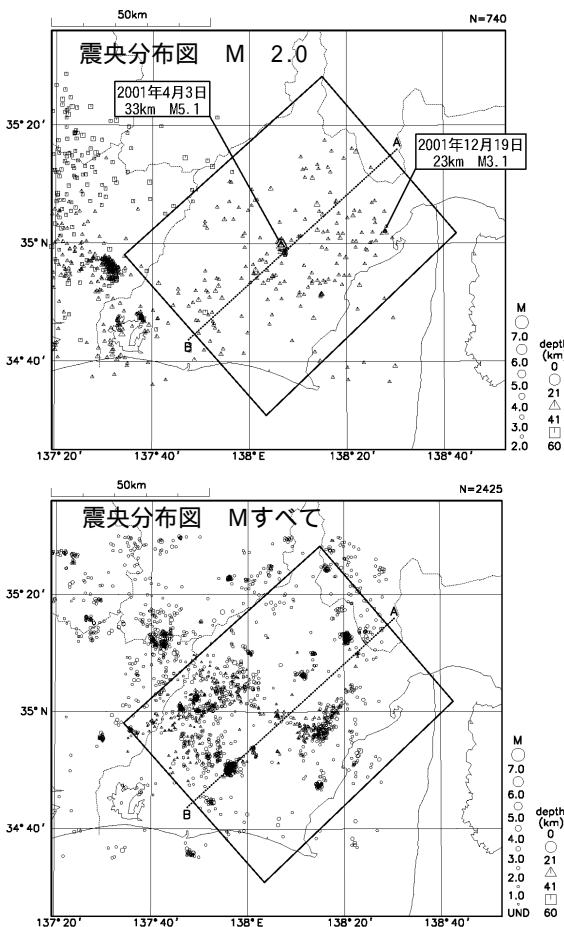 50km
N=740
震央分布図 M 2.0
2001年4月3日
33km M5.1
2001年12月19日
23km M3.1
A
B
35°20'
35°N
34°40'
137°20'
137°40'
138°E
138°20'
138°40'
M
7.0
6.0
5.0
4.0
3.0
2.0
depth
(km)
0
21
41
60
50km
N=2425
震央分布図 Mすべて
A
B
35°20'
35°N
34°40'
137°20'
137°40'
138°E
138°20'
138°40'
M
7.0
6.0
5.0
4.0
3.0
2.0
1.0
UND
depth
(km)
0
21
41
60